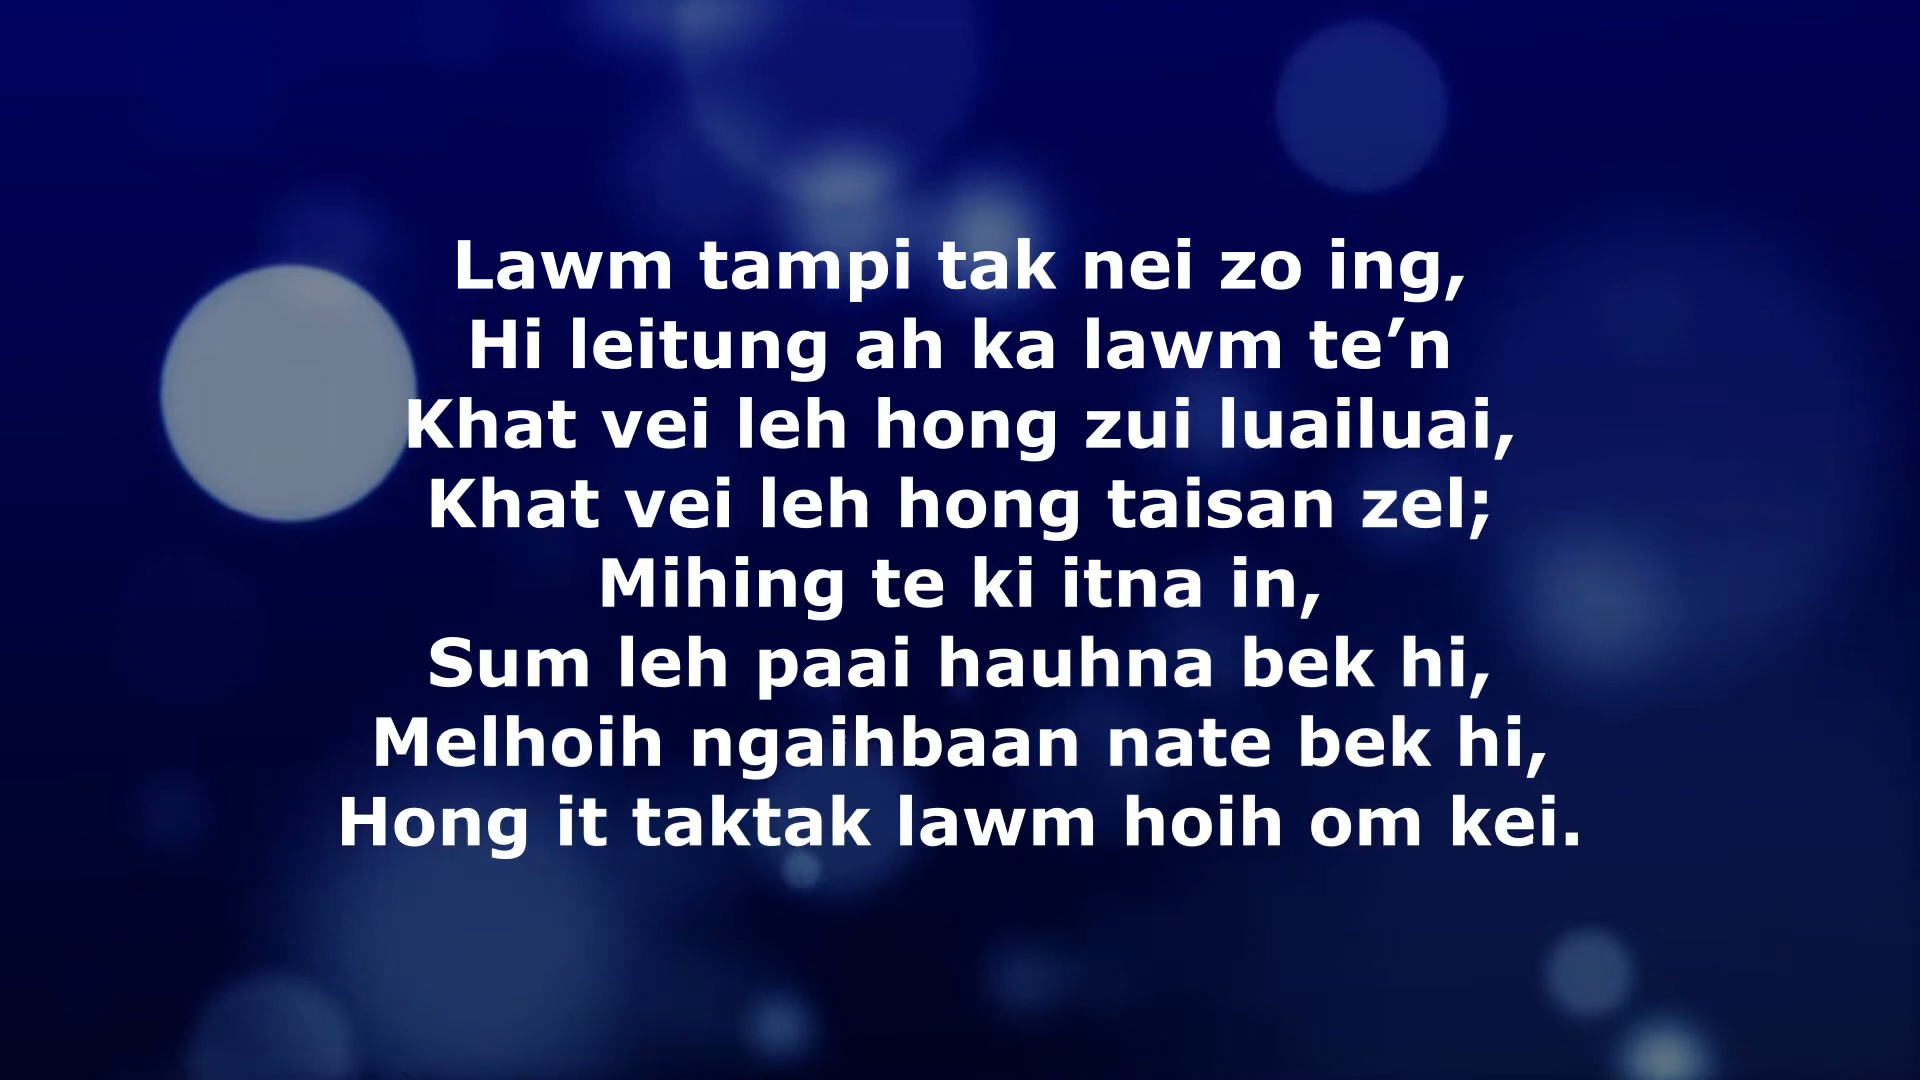 Lawm tampi tak nei zo ing,
Hi leitung ah ka lawm te’n
Khat vei leh hong zui luailuai,
Khat vei leh hong taisan zel;
Mihing te ki itna in,
Sum leh paai hauhna bek hi,
Melhoih ngaihbaan nate bek hi,
Hong it taktak lawm hoih om kei.